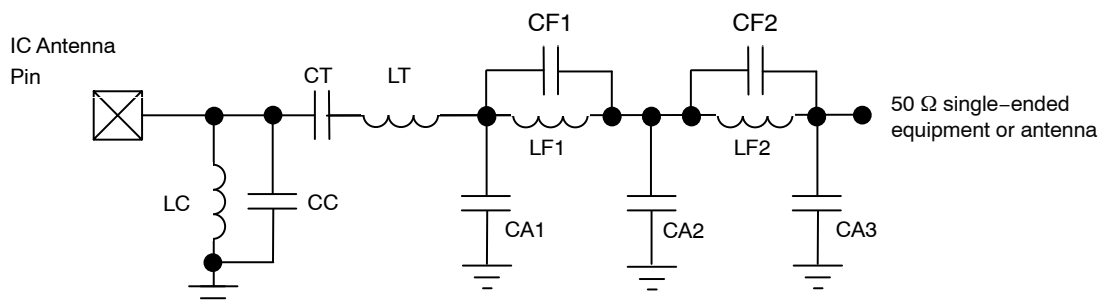 CF1
CF2
IC Antenna
Pin
CT
LT
50 Ω single−ended
equipment or antenna
LF1
LF2
LC
CC
CA1
CA2
CA3